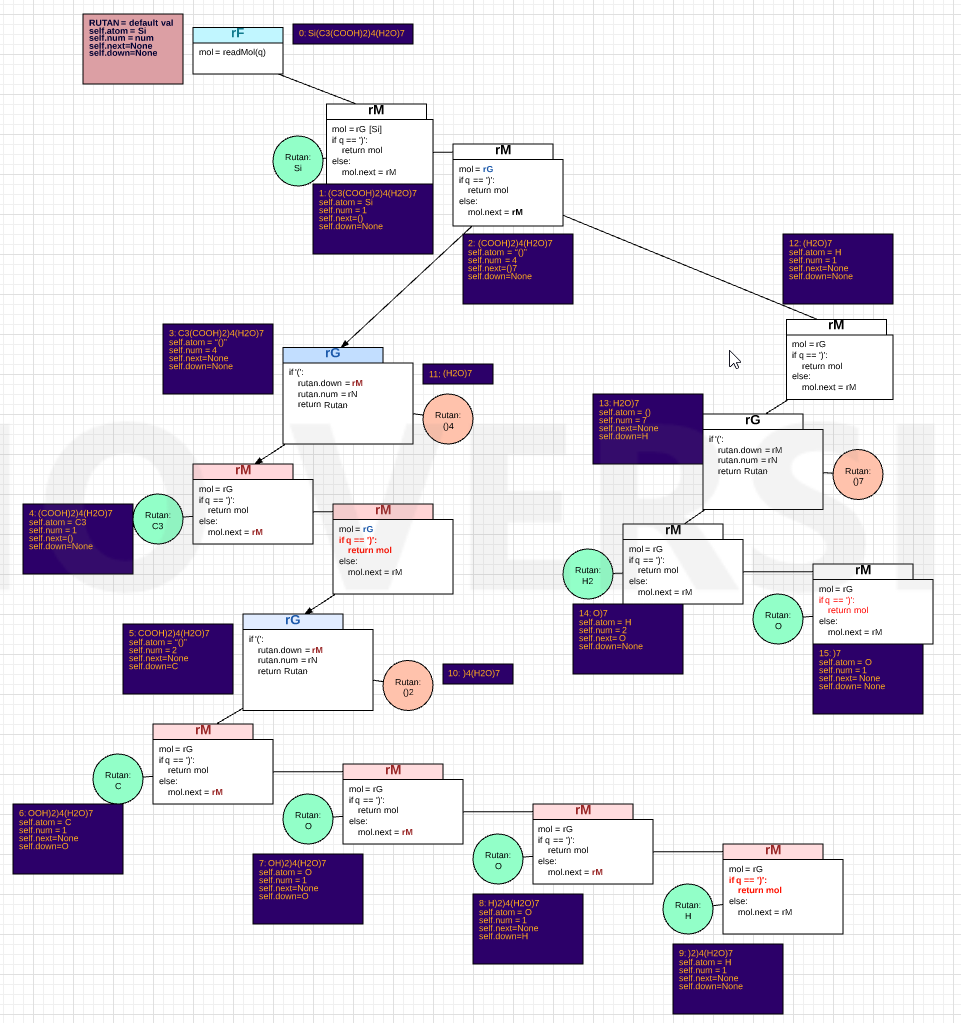 RUTAN = default val
self.atom = Si
self.num = num
self.next=None
self.down=None
rF
mol = readMol(q)
0: Si(C3(COOH)2)4(H2O)7
rM
mol = rG [Si]
if q == ')':
return mol
else:
mol.next = rM
Rutan:
Si
1: (C3(COOH)2)4(H2O)7
self.atom = Si
self.num = 1
self.next=()
self.down=None
rM
mol = rG
if q == ')':
return mol
else:
mol.next = rM
2: (COOH)2)4(H2O)7
self.atom = "()"
self.num = 4
self.next=()7
self.down=None
12: (H2O)7
self.atom = H
self.num = 1
self.next=None
self.down=None
rM
mol = rG
if q == ')':
return mol
else:
mol.next = rM
3: C3(COOH)2)4(H2O)7
self.atom = "()"
self.num = 4
self.next=None
self.down=None
rG
if '(':
rutan.down = rM
rutan.num = rN
return Rutan
11: (H2O)7
Rutan:
()4
13: H2O)7
self.atom = {)
self.num = 7
self.next=None
self.down=H
rG
if '(':
rutan.down = rM
rutan.num = rN
return Rutan
Rutan:
()7
rM
mol = rG
if q == ')':
return mol
else:
mol.next = rM
4: (COOH)2)4(H2O)7
self.atom = C3
self.num = 1
self.next=()
self.down=None
Rutan:
C3
rM
mol = rG
if q == ')':
return mol
else:
mol.next = rM
rM
mol = rG
if q == ')':
return mol
else:
mol.next = rM
Rutan:
H2
14: O)7
self.atom = H
self.num = 2
self.next= O
self.down=None
rM
mol = rG
if q == ')':
return mol
else:
mol.next = rM
Rutan:
O
15: )7
self.atom = O
self.num = 1
self.next= None
self.down= None
5: COOH)2)4(H2O)7
self.atom = "()"
self.num = 2
self.next=None
self.down=C
rG
if '(':
rutan.down = rM
rutan.num = rN
return Rutan
Rutan:
()2
10: )4(H2O)7
rM
mol = rG
if q == ')':
return mol
else:
mol.next = rM
Rutan:
C
6: OOH)2)4(H2O)7
self.atom = C
self.num = 1
self.next=None
self.down=O
rM
mol = rG
if q == ')':
return mol
else:
mol.next = rM
Rutan:
O
7: OH)2)4(H2O)7
self.atom = O
self.num = 1
self.next=None
self.down=O
rM
mol = rG
if q == ')':
return mol
else:
mol.next = rM
Rutan:
O
8: H)2)4(H2O)7
self.atom = O
self.num = 1
self.next=None
self.down=H
rM
mol = rG
if q == ')':
return mol
else:
mol.next = rM
Rutan:
H
9: )2)4(H2O)7
self.atom = H
self.num = 1
self.next=None
self.down=None